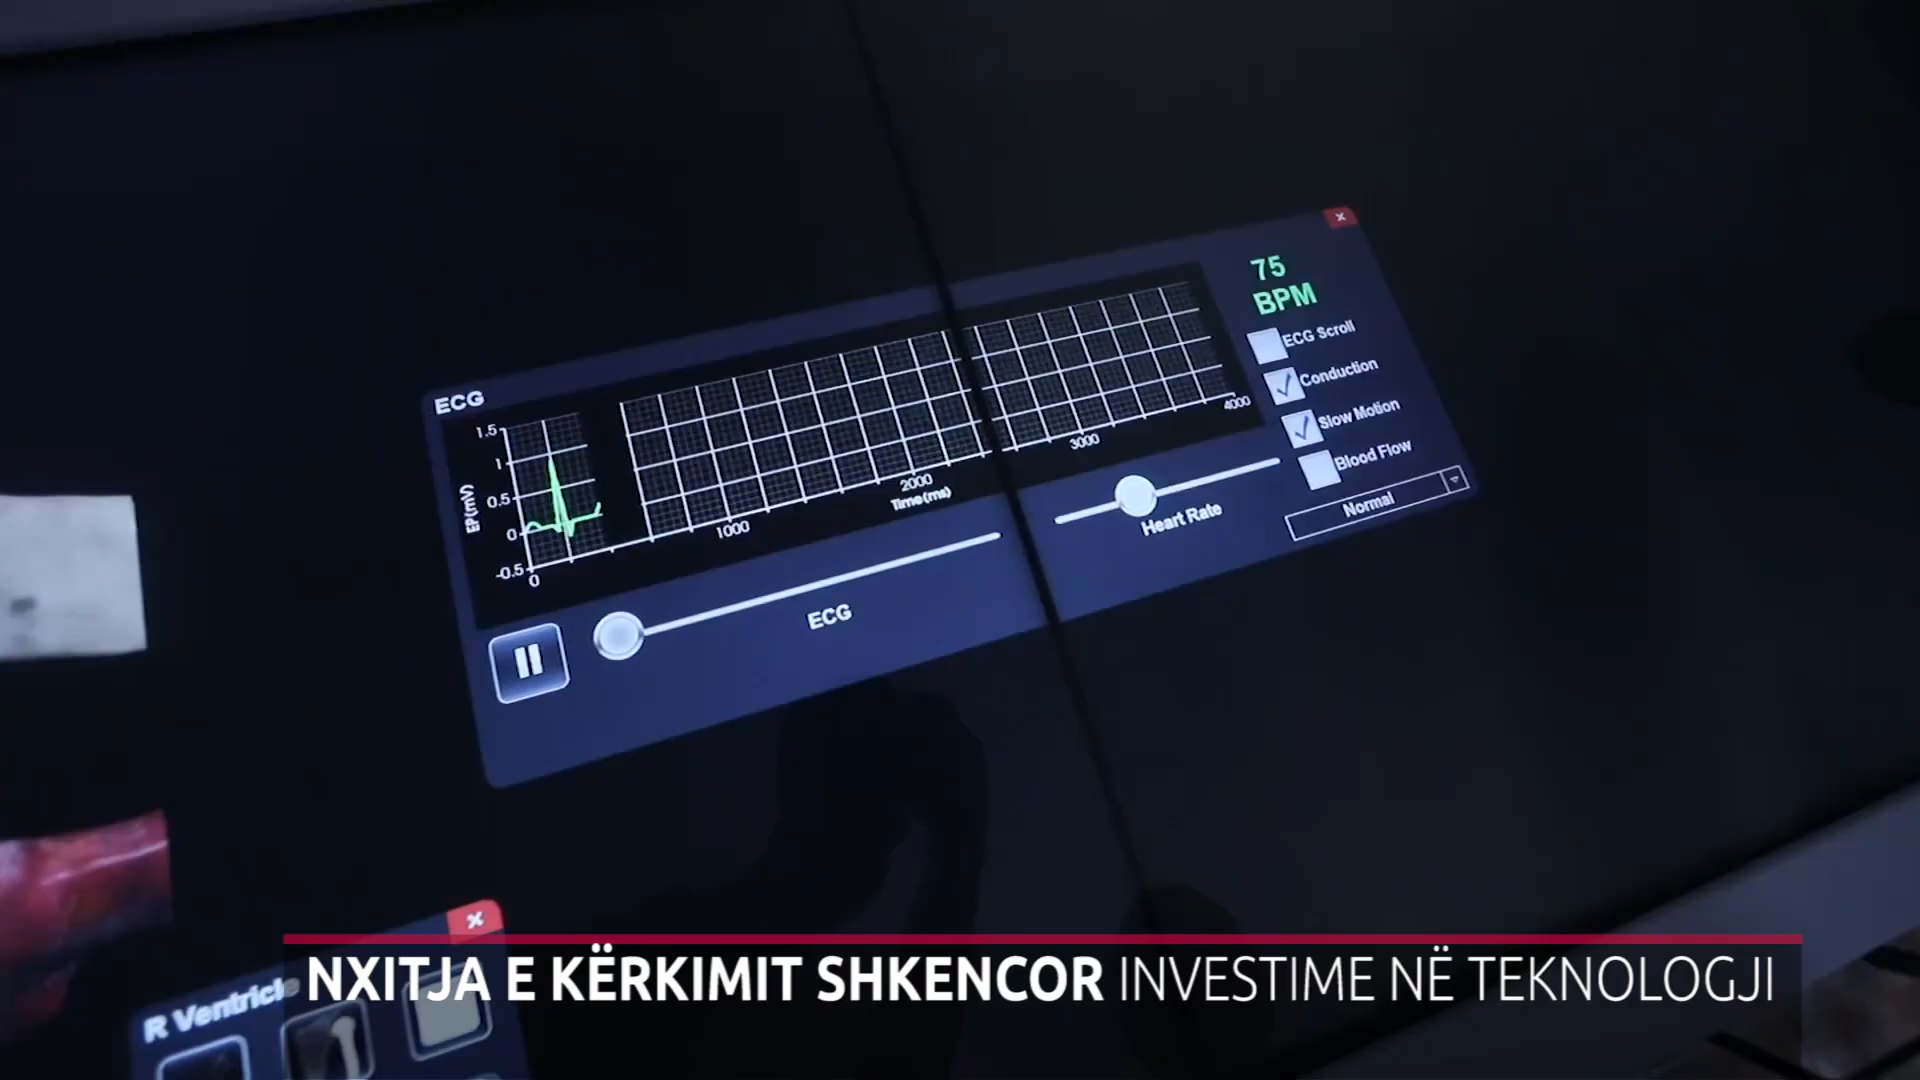 75
BPM
ECG Scroll
Conduction
Slow Motion
Blood Flow
Normal
ECG
1.5
1
0.5
0
-0.5
EP(mV)
0
1000
2000
3000
4000
Time(ms)
Heart Rate
ECG
R Ventricle
NXITJA E KËRKIMIT SHKENCOR INVESTIME NË TEKNOLOGJI